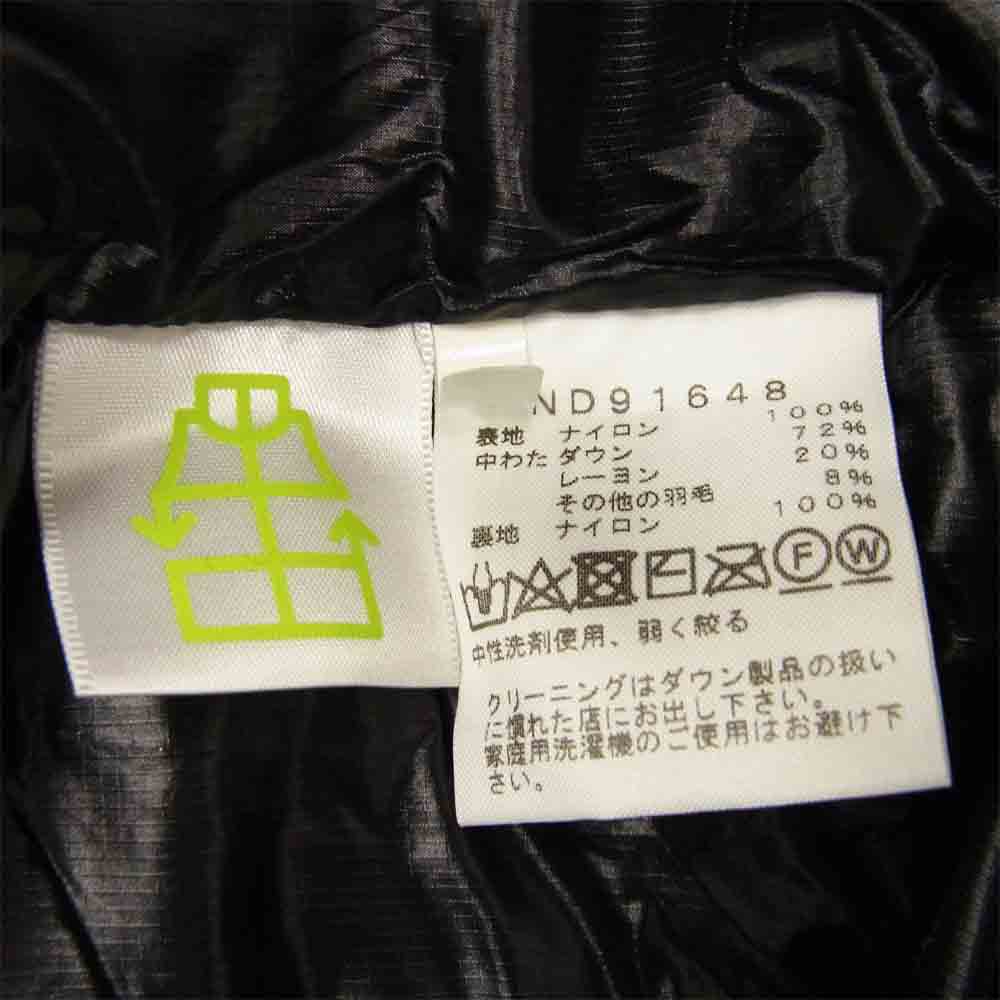 ND91648
表地 ナイロン 100%
中わた ダウン 72%
レーヨン 20%
その他の羽毛 8%
裏地 ナイロン 100%
F W
中性洗剤使用、弱く絞る
クリーニングはダウン製品の扱い
に慣れた店にお出し下さい。
家庭用洗濯機のご使用はお避け下
さい。